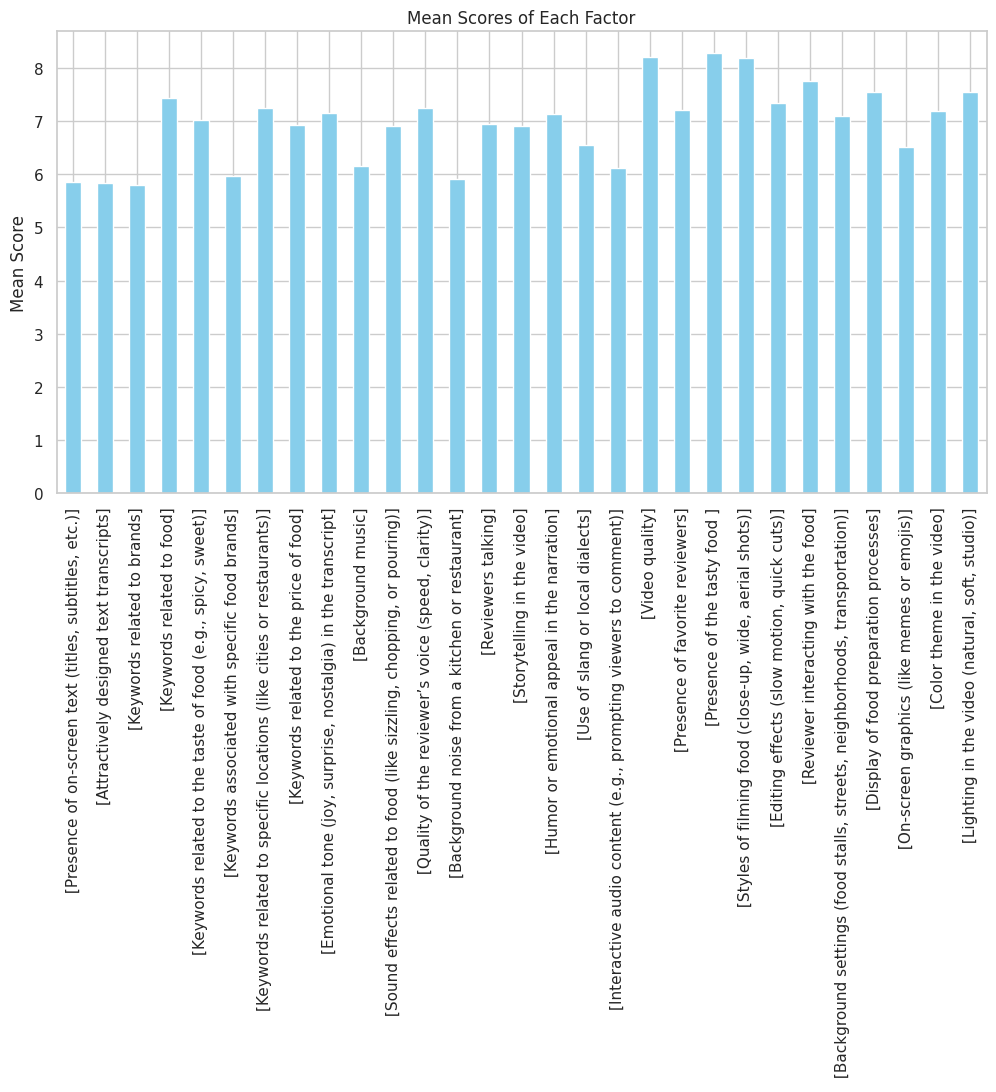 Mean Scores of Each Factor
Mean Score
8
7
6
5
4
3
2
1
0
[Presence of on-screen text (titles, subtitles, etc.)]
[Attractively designed text transcripts]
[Keywords related to brands]
[Keywords related to food]
[Keywords related to the taste of food (e.g., spicy, sweet)]
[Keywords associated with specific food brands]
[Keywords related to specific locations (like cities or restaurants)]
[Keywords related to the price of food]
[Emotional tone (joy, surprise, nostalgia) in the transcript]
[Background music]
[Sound effects related to food (like sizzling, chopping, or pouring)]
[Quality of the reviewer’s voice (speed, clarity)]
[Background noise from a kitchen or restaurant]
[Reviewers talking]
[Storytelling in the video]
[Humor or emotional appeal in the narration]
[Use of slang or local dialects]
[Interactive audio content (e.g., prompting viewers to comment)]
[Video quality]
[Presence of favorite reviewers]
[Presence of the tasty food ]
[Styles of filming food (close-up, wide, aerial shots)]
[Editing effects (slow motion, quick cuts)]
[Reviewer interacting with the food]
[Background settings (food stalls, streets, neighborhoods, transportation)]
[Display of food preparation processes]
[On-screen graphics (like memes or emojis)]
[Color theme in the video]
[Lighting in the video (natural, soft, studio)]